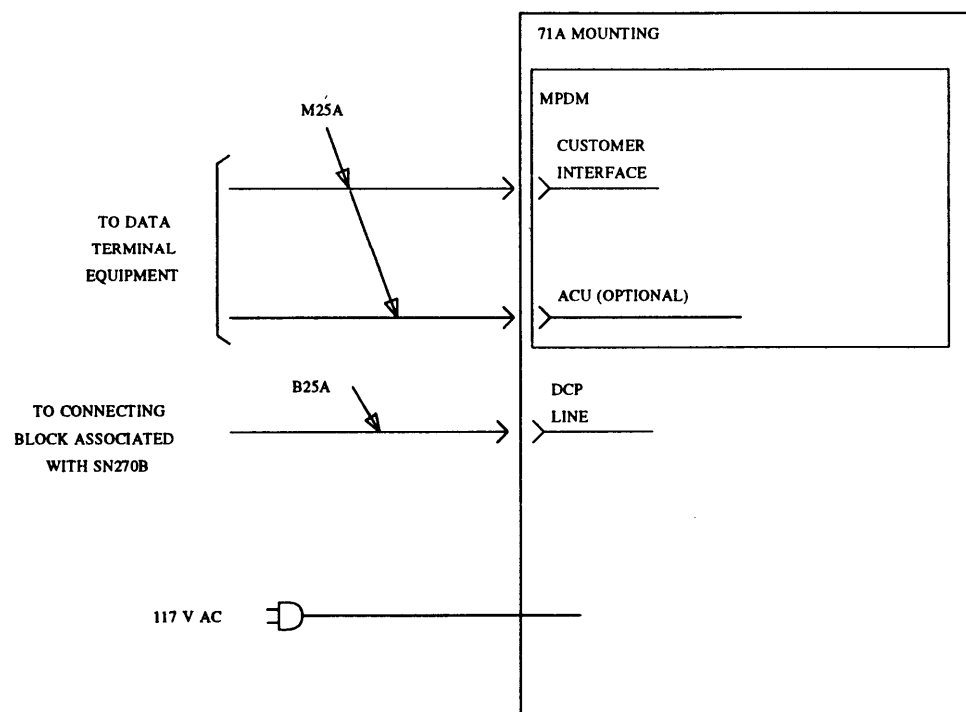 71A MOUNTING
MPDM
M25A
CUSTOMER
INTERFACE
TO DATA
TERMINAL
EQUIPMENT
ACU (OPTIONAL)
B25A
DCP
LINE
TO CONNECTING
BLOCK ASSOCIATED
WITH SN270B
117 V AC